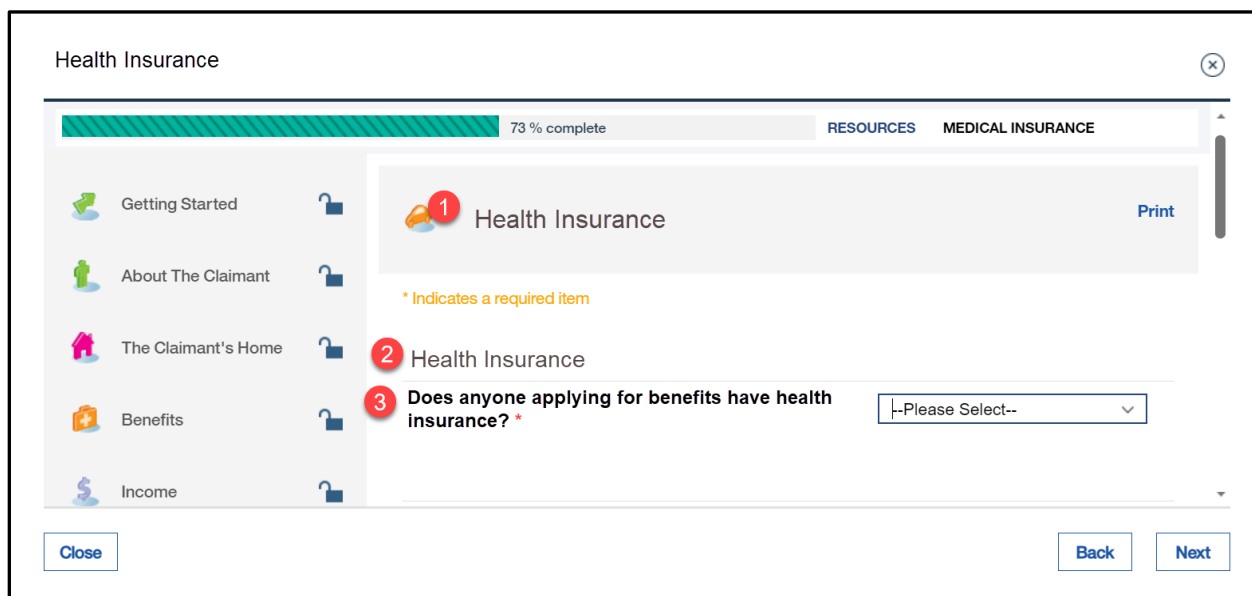 Health Insurance
73 % complete
RESOURCES
MEDICAL INSURANCE
Getting Started
About The Claimant
The Claimant's Home
Benefits
Income
1
Health Insurance
Print
* Indicates a required item
2
Health Insurance
3
Does anyone applying for benefits have health
insurance? *
--Please Select--
Close
Back
Next